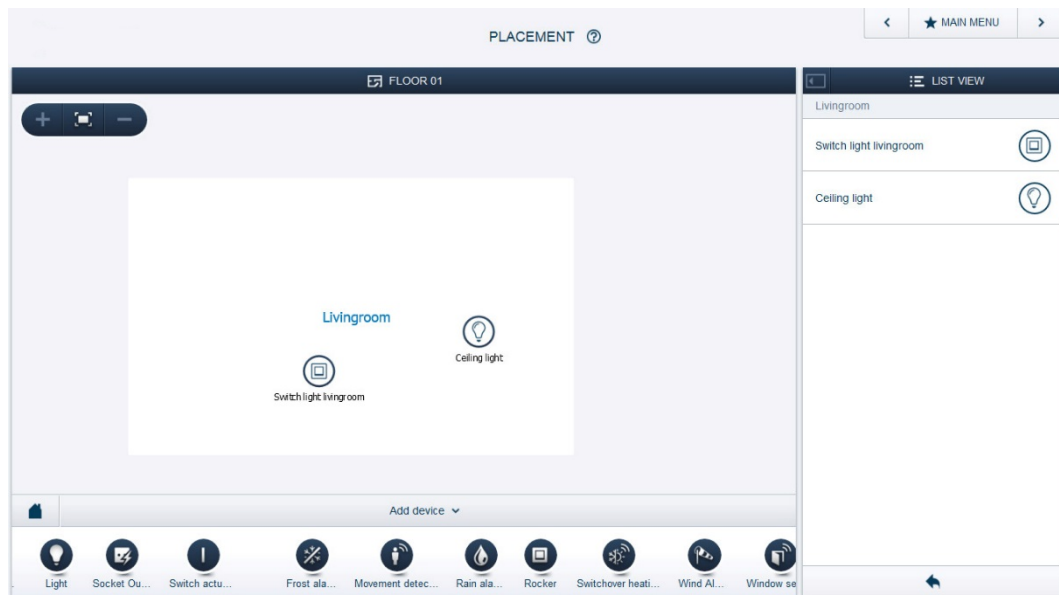 PLACEMENT
MAIN MENU
FLOOR 01
LIST VIEW
Livingroom
Switch light livingroom
Ceiling light
Livingroom
Ceiling light
Switch light livingroom
Add device
Light
Socket Ou...
Switch actu...
Frost ala...
Movement detec...
Rain ala...
Rocker
Switchover heati...
Wind Al...
Window se